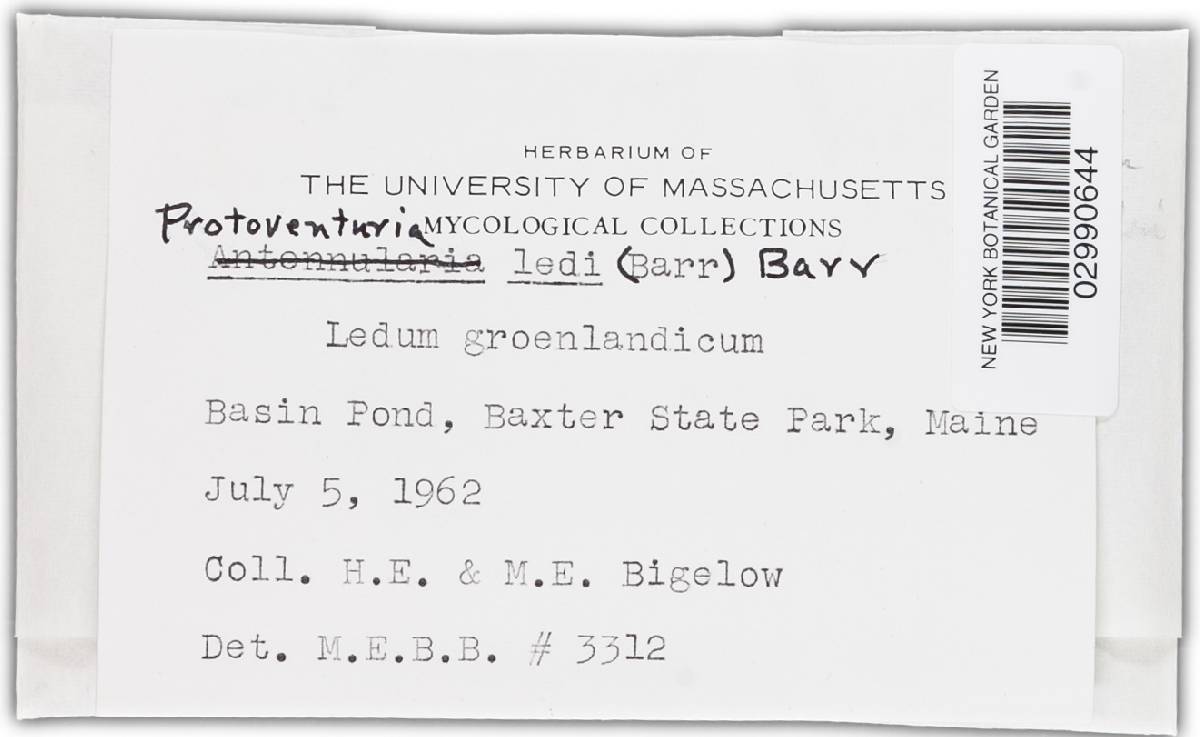 HERBARIUM OF
THE UNIVERSITY OF MASSACHUSETTS
Protoventuria MYCOLOGICAL COLLECTIONS
Antennularia ledi (Barr) Barr
Ledum groenlandicum
Basin Pond, Baxter State Park, Maine
July 5, 1962
Coll. H.E. & M.E. Bigelow
Det. M.E.B.B. # 3312
NEW YORK BOTANICAL GARDEN
02990644